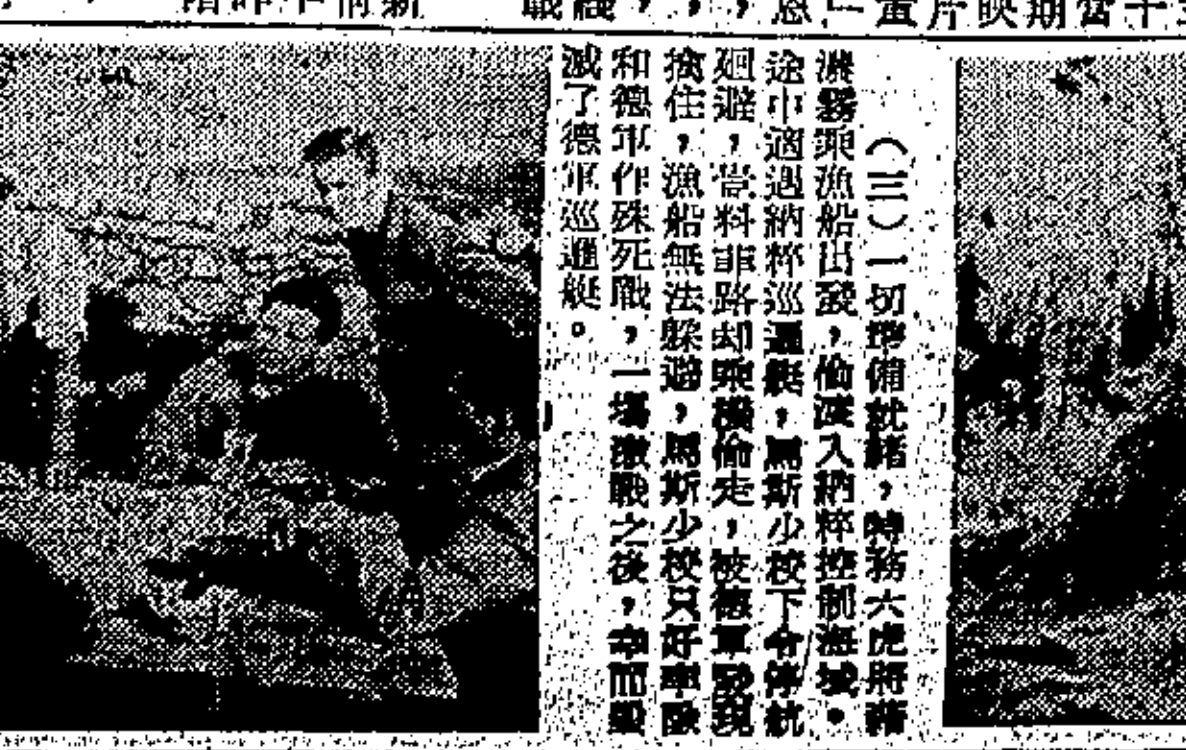 （三）一切準備就緒，特務六虎將藉
濃霧乘漁船出發，偷渡入納粹控制海域。
途中適遇納粹巡邏艇，馬斯少校下令停航
廻避，豈料菲路却乘機偷走，被德軍發現
擒住，漁船無法躲避，馬斯少校只好率隊
和德軍作殊死戰，一場激戰之後，幸而毀
滅了德軍巡邏艇。